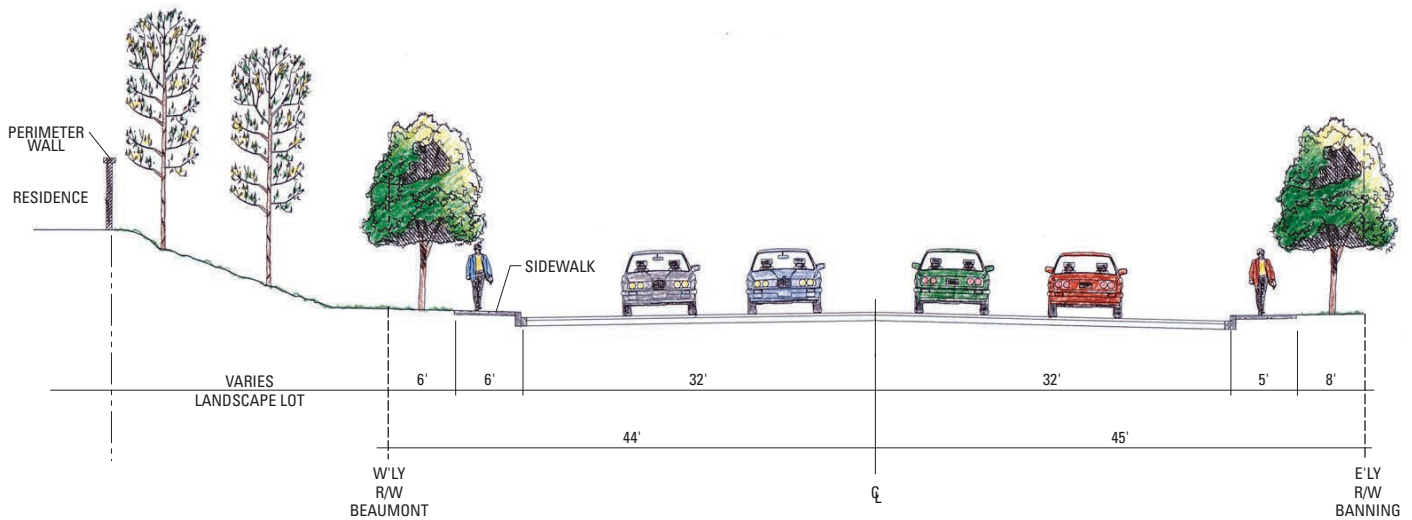 PERIMETER
WALL
RESIDENCE
SIDEWALK
VARIES
LANDSCAPE LOT
6'
6'
32'
32'
5'
8'
44'
45'
W'LY
R/W
BEAUMONT
℄
E'LY
R/W
BANNING